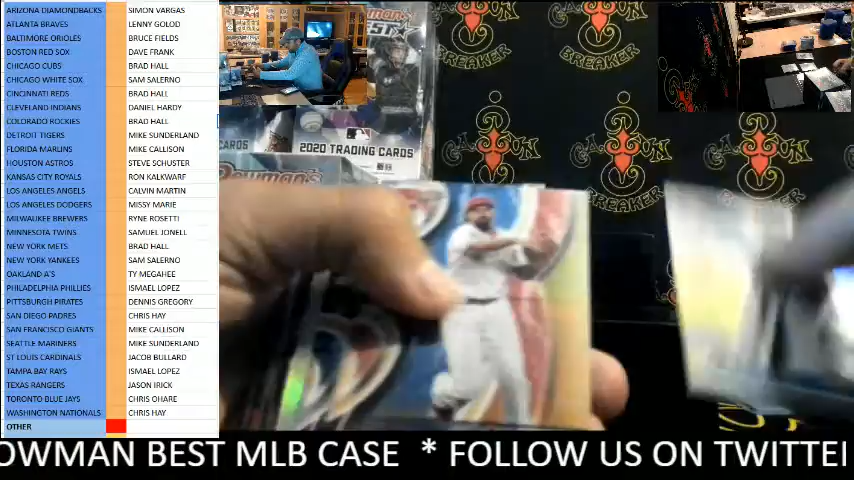 ARIZONA DIAMONDBACKS SIMON VARGAS
ATLANTA BRAVES LENNY GOLOD
BALTIMORE ORIOLES BRUCE FIELDS
BOSTON RED SOX DAVE FRANK
CHICAGO CUBS BRAD HALL
CHICAGO WHITE SOX SAM SALERNO
CINCINNATI REDS BRAD HALL
CLEVELAND INDIANS DANIEL HARDY
COLORADO ROCKIES BRAD HALL
DETROIT TIGERS MIKE SUNDERLAND
FLORIDA MARLINS MIKE CALLISON
HOUSTON ASTROS STEVE SCHUSTER
KANSAS CITY ROYALS RON KALKWARF
LOS ANGELES ANGELS CALVIN MARTIN
LOS ANGELES DODGERS MISSY MARIE
MILWAUKEE BREWERS RYNE ROSETTI
MINNESOTA TWINS SAMUEL JONELL
NEW YORK METS BRAD HALL
NEW YORK YANKEES SAM SALERNO
OAKLAND A'S TY MEGAHEE
PHILADELPHIA PHILLIES ISMAEL LOPEZ
PITTSBURGH PIRATES DENNIS GREGORY
SAN DIEGO PADRES CHRIS HAY
SAN FRANCISCO GIANTS MIKE CALLISON
SEATTLE MARINERS MIKE SUNDERLAND
ST LOUIS CARDINALS JACOB BULLARD
TAMPA BAY RAYS ISMAEL LOPEZ
TEXAS RANGERS JASON IRICK
TORONTO BLUE JAYS CHRIS OHARE
WASHINGTON NATIONALS CHRIS HAY
OTHER
CARDS
2020 TRADING CARDS
Bowman's
BREAKER
BREAKER
BREAKER
BREAKER
BREAKER
OWMAN BEST MLB CASE * FOLLOW US ON TWITTE